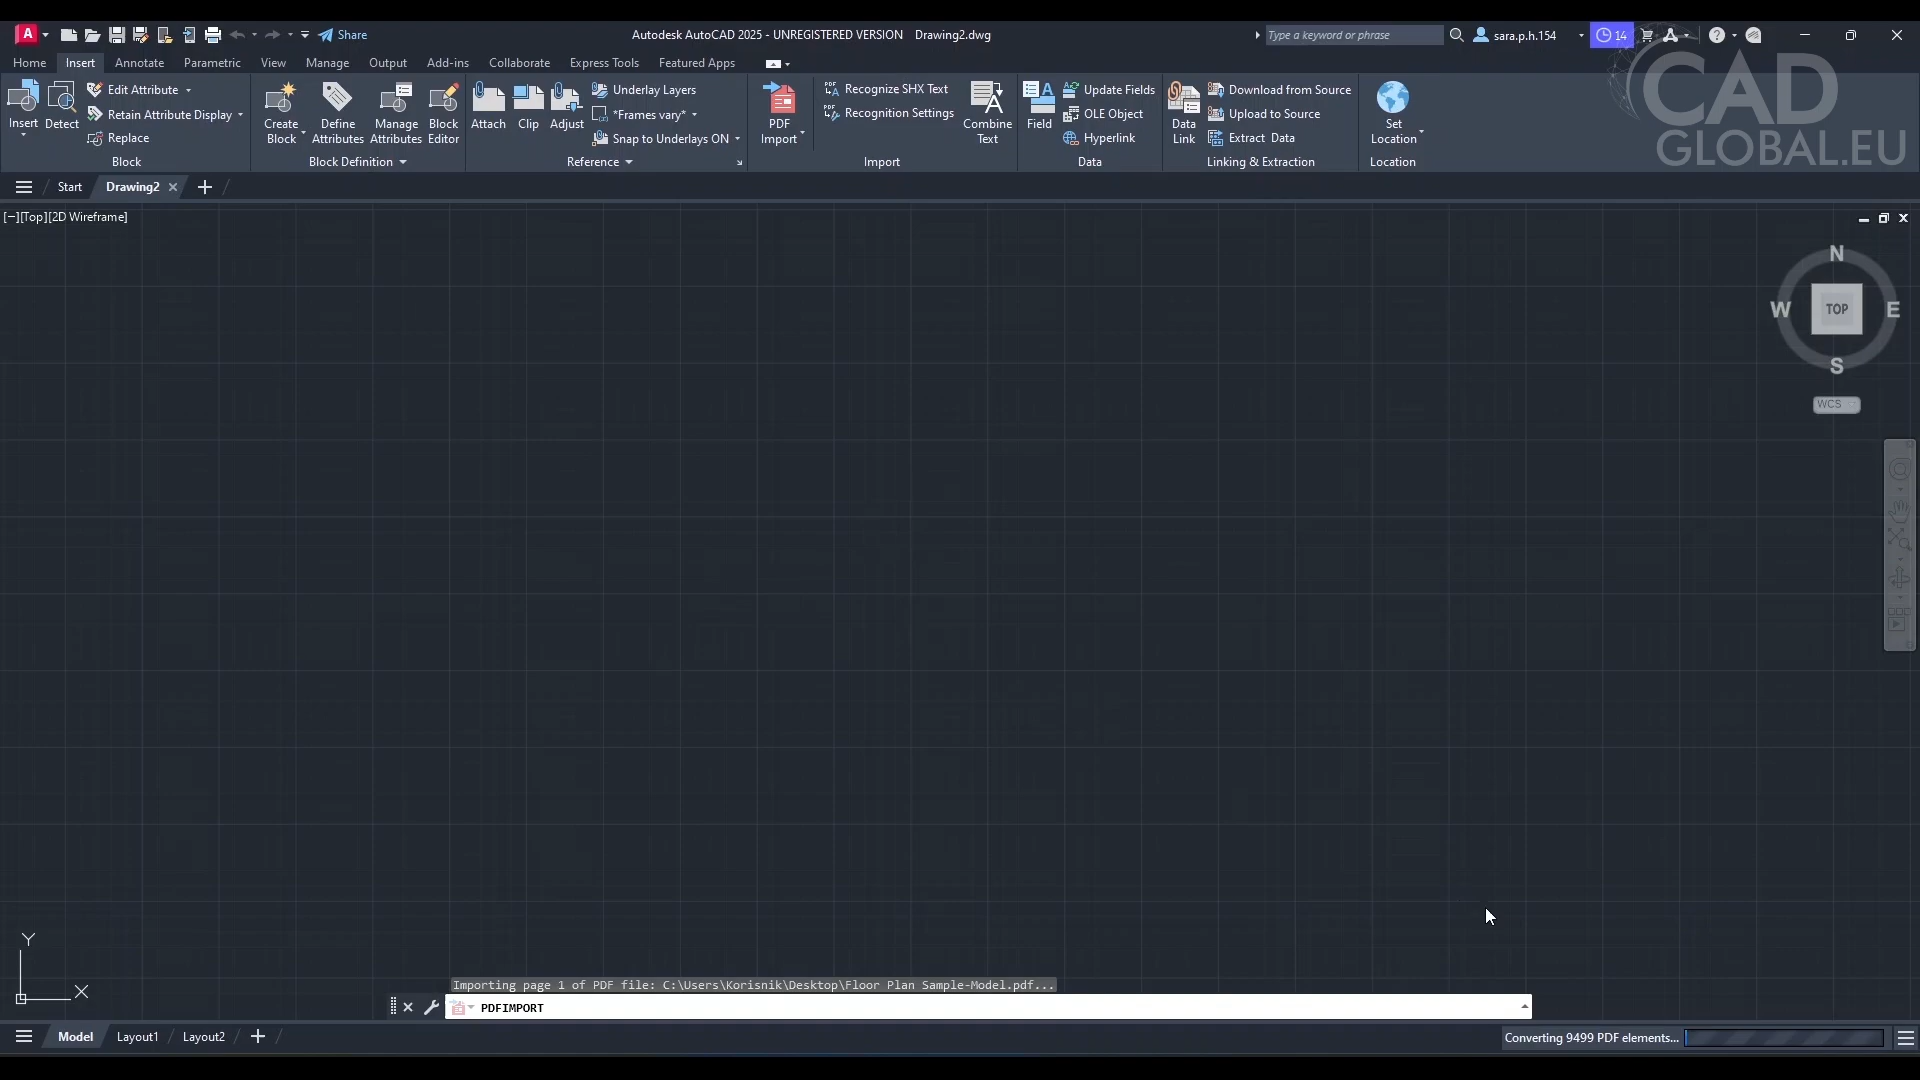 A
Share
Autodesk AutoCAD 2025 - UNREGISTERED VERSION Drawing2.dwg
Type a keyword or phrase
sara.p.h.154
14
Home Insert Annotate Parametric View Manage Output Add-ins Collaborate Express Tools Featured Apps
Insert
Detect
Edit Attribute
Retain Attribute Display
Replace
Block
Create
Block
Define
Attributes
Manage
Attributes
Block
Editor
Block Definition
Attach
Clip
Adjust
Underlay Layers
*Frames vary*
Snap to Underlays ON
Reference
PDF
Import
PDF Recognize SHX Text
PDF Recognition Settings
Combine
Text
Import
Field
Update Fields
OLE Object
Hyperlink
Data
Data
Link
Download from Source
Upload to Source
Extract Data
Linking & Extraction
Set
Location
Location
CAD
GLOBAL.EU
Start Drawing2
[−][Top][2D Wireframe]
N
W TOP E
S
WCS
Y
X
Importing page 1 of PDF file: C:\Users\Korisnik\Desktop\Floor Plan Sample-Model.pdf...
PDFIMPORT
Model Layout1 Layout2
Converting 9499 PDF elements...